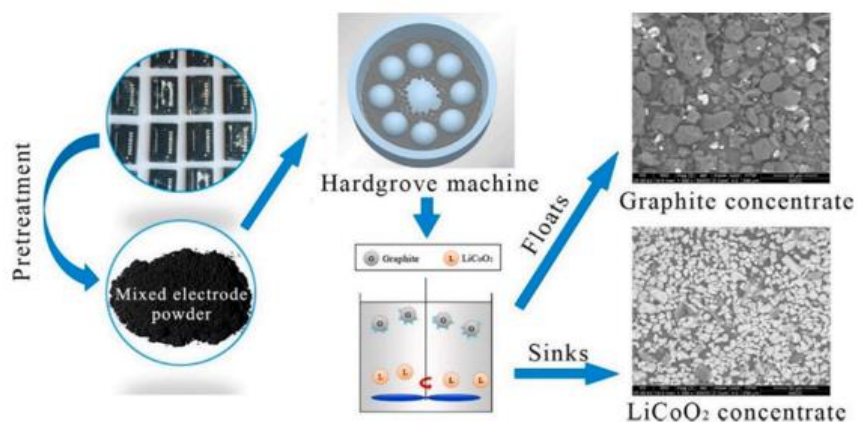 Pretreatment
Mixed electrode
powder
Hardgrove machine
G Graphite L LiCoO₂
G G G G
L L L L
Floats
Sinks
Graphite concentrate
LiCoO₂ concentrate